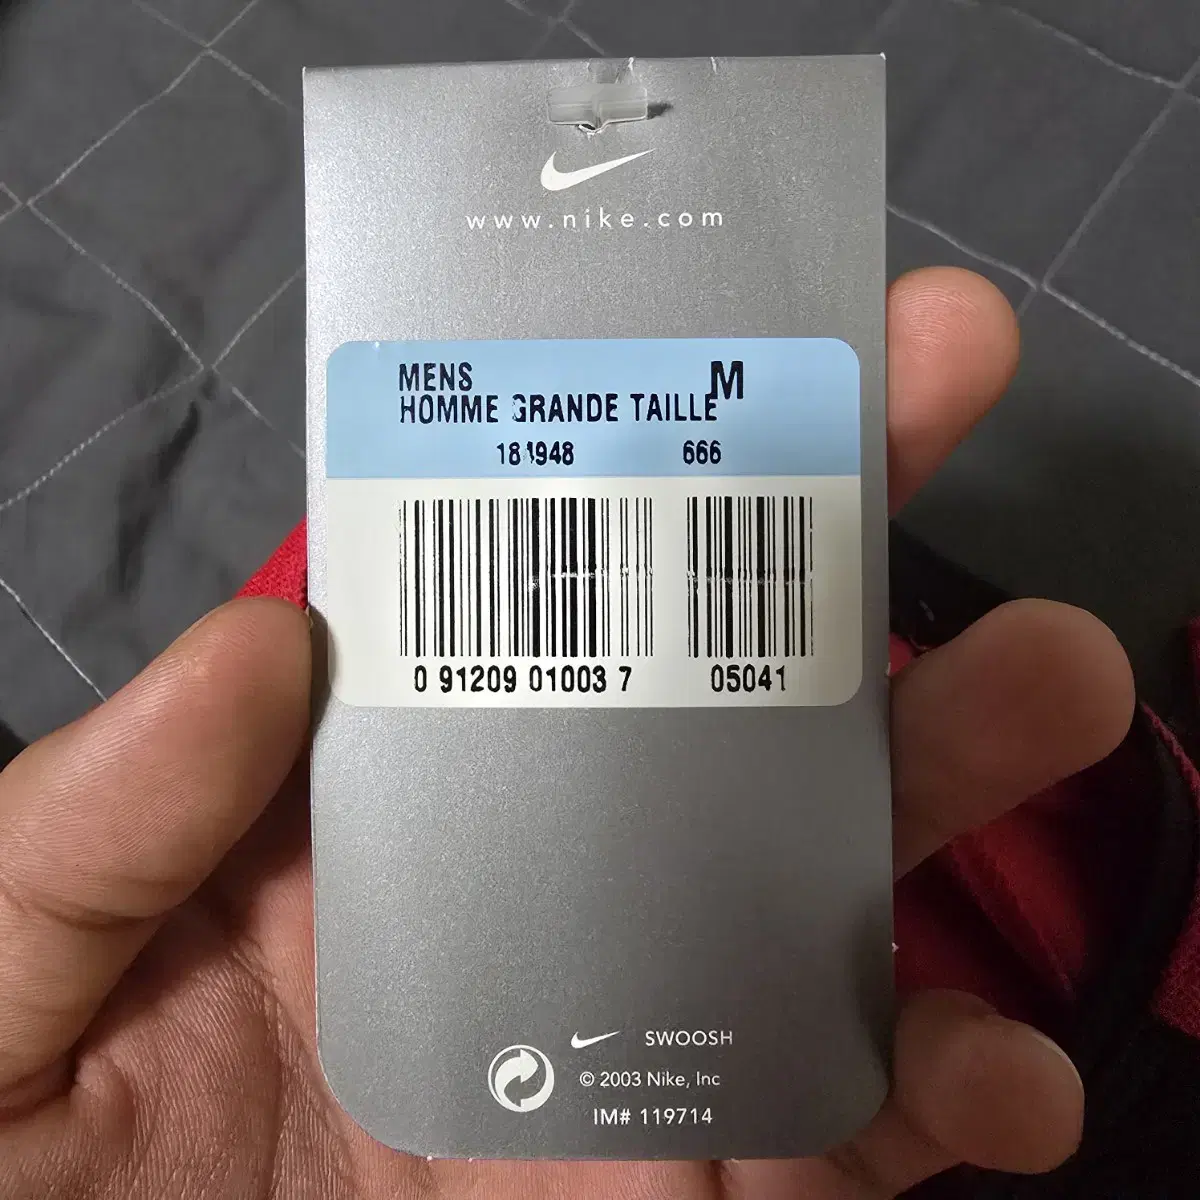 www.nike.com
MENS M
HOMME GRANDE TAILLE
184948 666
0 91209 01003 7 05041
SWOOSH
© 2003 Nike, Inc
IM# 119714